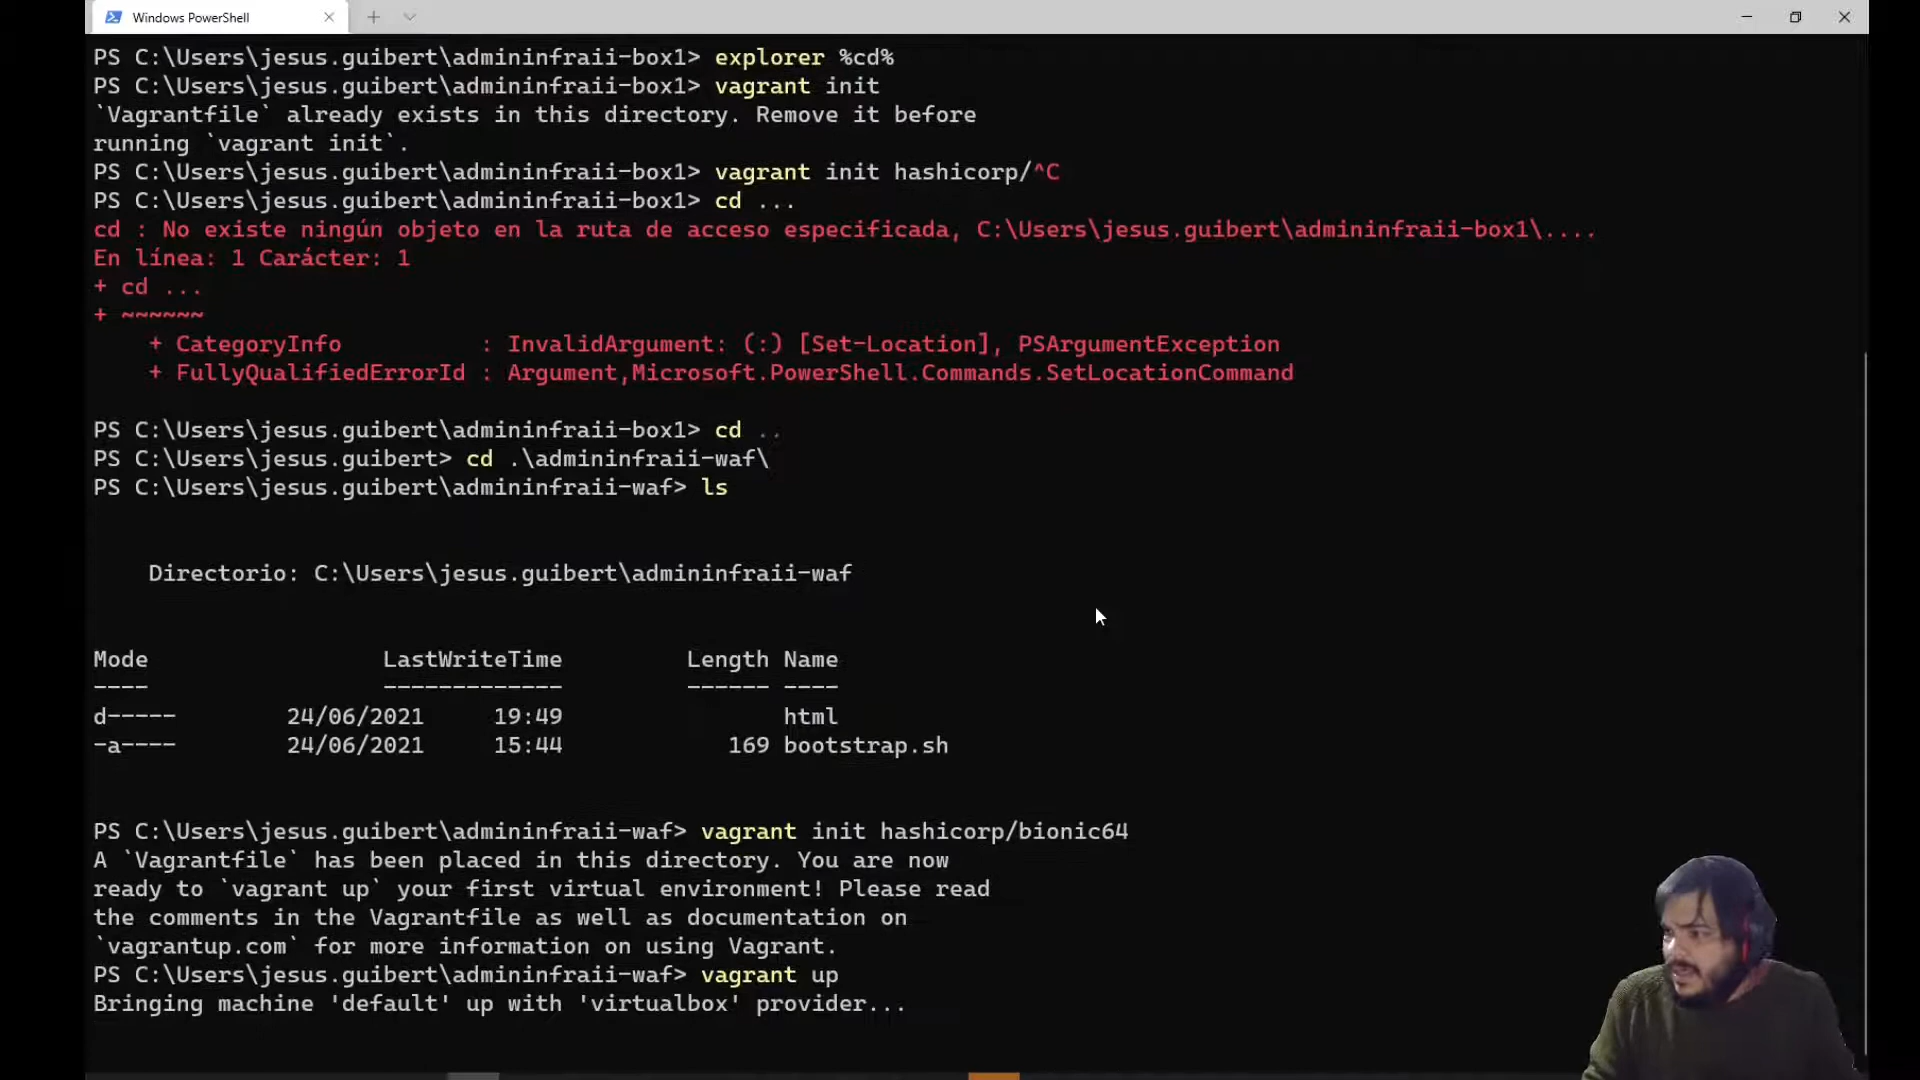 Windows PowerShell
PS C:\Users\jesus.guibert\admininfraii-box1> explorer %cd%
PS C:\Users\jesus.guibert\admininfraii-box1> vagrant init
`Vagrantfile` already exists in this directory. Remove it before
running `vagrant init`.
PS C:\Users\jesus.guibert\admininfraii-box1> vagrant init hashicorp/^C
PS C:\Users\jesus.guibert\admininfraii-box1> cd ...
cd : No existe ningún objeto en la ruta de acceso especificada, C:\Users\jesus.guibert\admininfraii-box1\....
En línea: 1 Carácter: 1
+ cd ...
+ ~~~~~~
+ CategoryInfo : InvalidArgument: (:) [Set-Location], PSArgumentException
+ FullyQualifiedErrorId : Argument,Microsoft.PowerShell.Commands.SetLocationCommand
PS C:\Users\jesus.guibert\admininfraii-box1> cd ..
PS C:\Users\jesus.guibert> cd .\admininfraii-waf\
PS C:\Users\jesus.guibert\admininfraii-waf> ls
Directorio: C:\Users\jesus.guibert\admininfraii-waf
Mode LastWriteTime Length Name
---- ------------- ------ ----
d----- 24/06/2021 19:49 html
-a---- 24/06/2021 15:44 169 bootstrap.sh
PS C:\Users\jesus.guibert\admininfraii-waf> vagrant init hashicorp/bionic64
A `Vagrantfile` has been placed in this directory. You are now
ready to `vagrant up` your first virtual environment! Please read
the comments in the Vagrantfile as well as documentation on
`vagrantup.com` for more information on using Vagrant.
PS C:\Users\jesus.guibert\admininfraii-waf> vagrant up
Bringing machine 'default' up with 'virtualbox' provider...